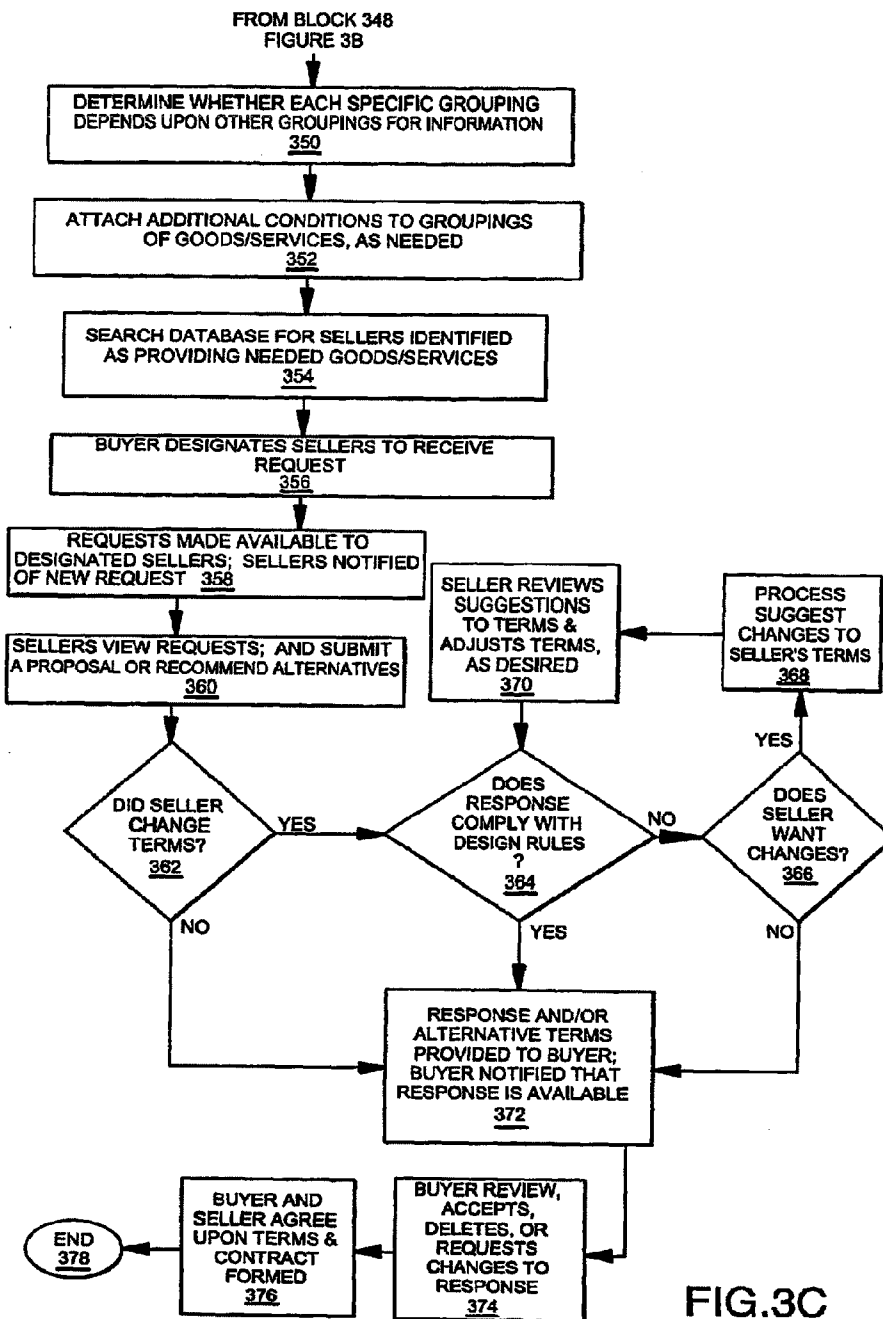 FROM BLOCK 348
FIGURE 3B
DETERMINE WHETHER EACH SPECIFIC GROUPING
DEPENDS UPON OTHER GROUPINGS FOR INFORMATION
350
ATTACH ADDITIONAL CONDITIONS TO GROUPINGS
OF GOODS/SERVICES, AS NEEDED
352
SEARCH DATABASE FOR SELLERS IDENTIFIED
AS PROVIDING NEEDED GOODS/SERVICES
354
BUYER DESIGNATES SELLERS TO RECEIVE
REQUEST
356
REQUESTS MADE AVAILABLE TO
DESIGNATED SELLERS; SELLERS NOTIFIED
OF NEW REQUEST 358
SELLERS VIEW REQUESTS; AND SUBMIT
A PROPOSAL OR RECOMMEND ALTERNATIVES
360
SELLER REVIEWS
SUGGESTIONS
TO TERMS &
ADJUSTS TERMS,
AS DESIRED
370
PROCESS
SUGGEST
CHANGES TO
SELLER'S TERMS
368
YES
DID SELLER
CHANGE
TERMS?
362
YES
NO
DOES
RESPONSE
COMPLY WITH
DESIGN RULES
?
364
NO
YES
DOES
SELLER
WANT
CHANGES?
366
NO
RESPONSE AND/OR
ALTERNATIVE TERMS
PROVIDED TO BUYER;
BUYER NOTIFIED THAT
RESPONSE IS AVAILABLE
372
BUYER REVIEW,
ACCEPTS,
DELETES, OR
REQUESTS
CHANGES TO
RESPONSE
374
BUYER AND
SELLER AGREE
UPON TERMS &
CONTRACT
FORMED
376
END
378
FIG.3C